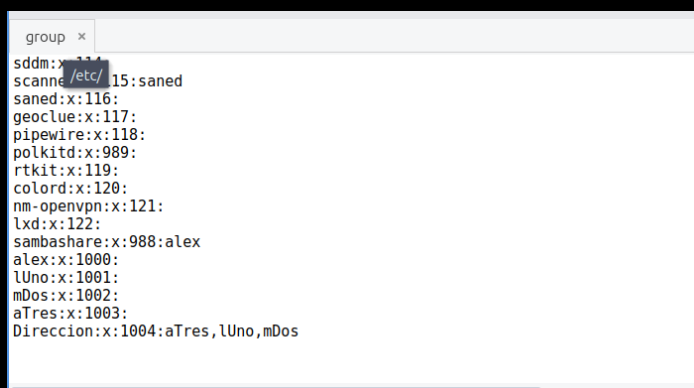 group ×
sddm:x:114:
/etc/
scanne 15:saned
saned:x:116:
geoclue:x:117:
pipewire:x:118:
polkitd:x:989:
rtkit:x:119:
colord:x:120:
nm-openvpn:x:121:
lxd:x:122:
sambashare:x:988:alex
alex:x:1000:
lUno:x:1001:
mDos:x:1002:
aTres:x:1003:
Direccion:x:1004:aTres,lUno,mDos